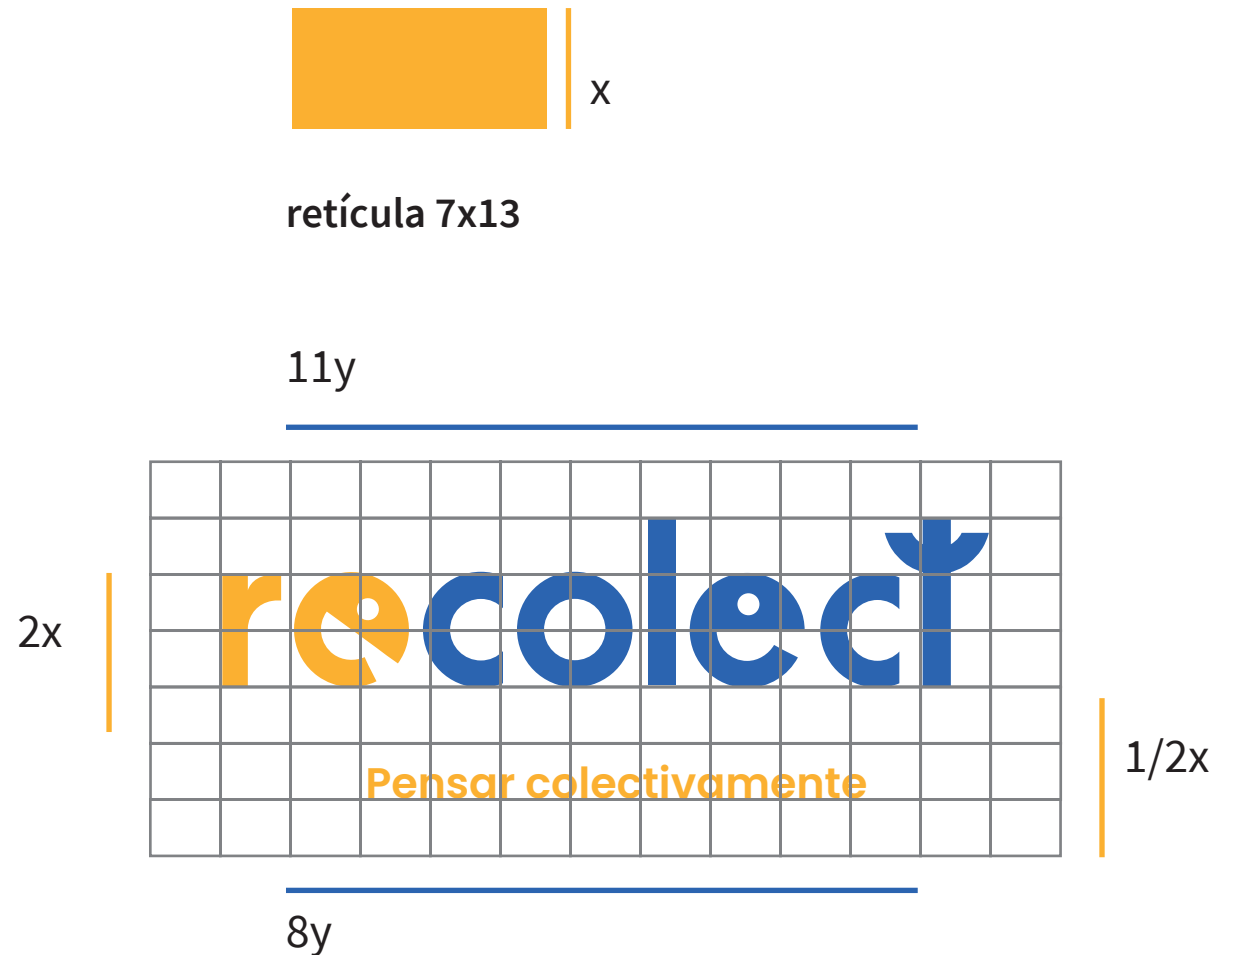 x
retícula 7x13
11y
2x
recolect
Pensar colectivamente
1/2x
8y